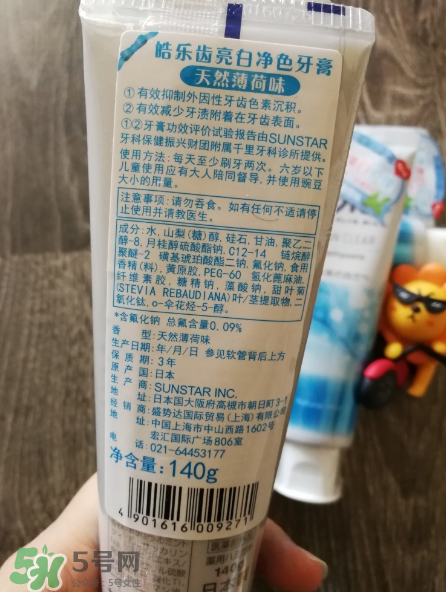 皓乐齿亮白净色牙膏
天然薄荷味
①有效抑制外因性牙齿色素沉积。
②有效减少牙渍附着在牙齿表面。
①②牙膏功效评价试验报告由SUNSTAR
牙科保健振兴财团附属千里牙科诊所提供。
使用方法:每天至少刷牙两次。六岁以下
儿童使用应有大人陪同督导,并使用豌豆
大小的用量。
注意事项:请勿吞食。如有任何不适请停
止使用并请教医生。
成分:水,山梨(糖)醇,硅石,甘油,聚乙二
醇-8,月桂醇硫酸酯钠,C12-14 链烷醇
聚醚-2 磺基琥珀酸酯二钠,氟化钠,食用
香精(料),黄原胶,PEG-60 氢化蓖麻油,
纤维素胶,糖精钠,藻酸钠,甜叶菊
(STEVIA REBAUDIANA)叶/茎提取物,二
氧化钛,o-伞花烃-5-醇。
*含氟化钠 总氟含量0.09%
香型:天然薄荷味
生产日期:年/月/日 参见软管背后上方
保质期:3年
原产国:日本
生产商:SUNSTAR INC.
地址:日本国大阪府高槻市朝日町3-1
经销商:盛势达国际贸易(上海)有限公司
地址:中国上海市中山西路1602号
宏汇国际广场806室
电话:021-64453177
净含量:140g
4 901616 009271
140g
日本
5号网
公众号:5号女性